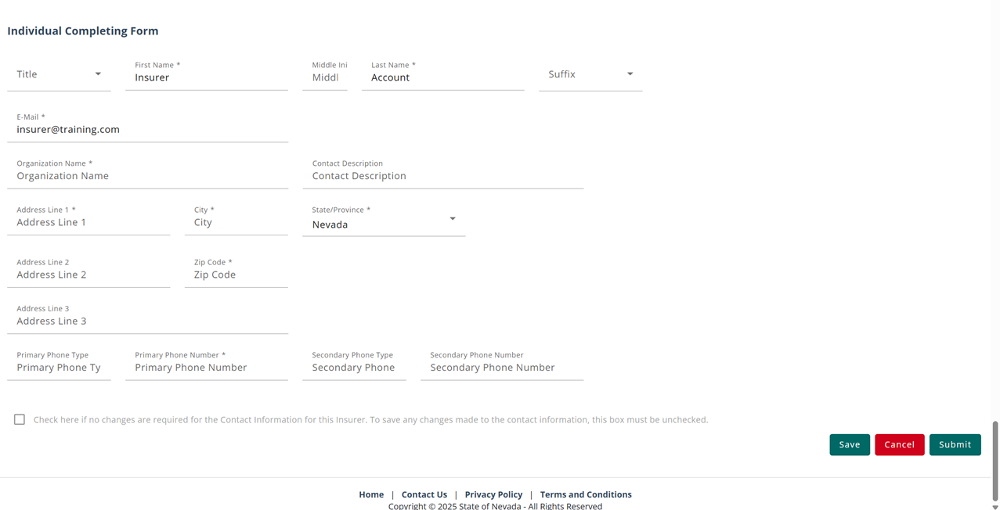 Individual Completing Form
Title
First Name *
Insurer
Middle Ini
Middl
Last Name *
Account
Suffix
E-Mail *
insurer@training.com
Organization Name *
Organization Name
Contact Description
Contact Description
Address Line 1 *
Address Line 1
City *
City
State/Province *
Nevada
Address Line 2
Address Line 2
Zip Code *
Zip Code
Address Line 3
Address Line 3
Primary Phone Type
Primary Phone Ty
Primary Phone Number *
Primary Phone Number
Secondary Phone Type
Secondary Phone
Secondary Phone Number
Secondary Phone Number
Check here if no changes are required for the Contact Information for this Insurer. To save any changes made to the contact information, this box must be unchecked.
Save Cancel Submit
Home | Contact Us | Privacy Policy | Terms and Conditions
Copyright © 2025 State of Nevada - All Rights Reserved